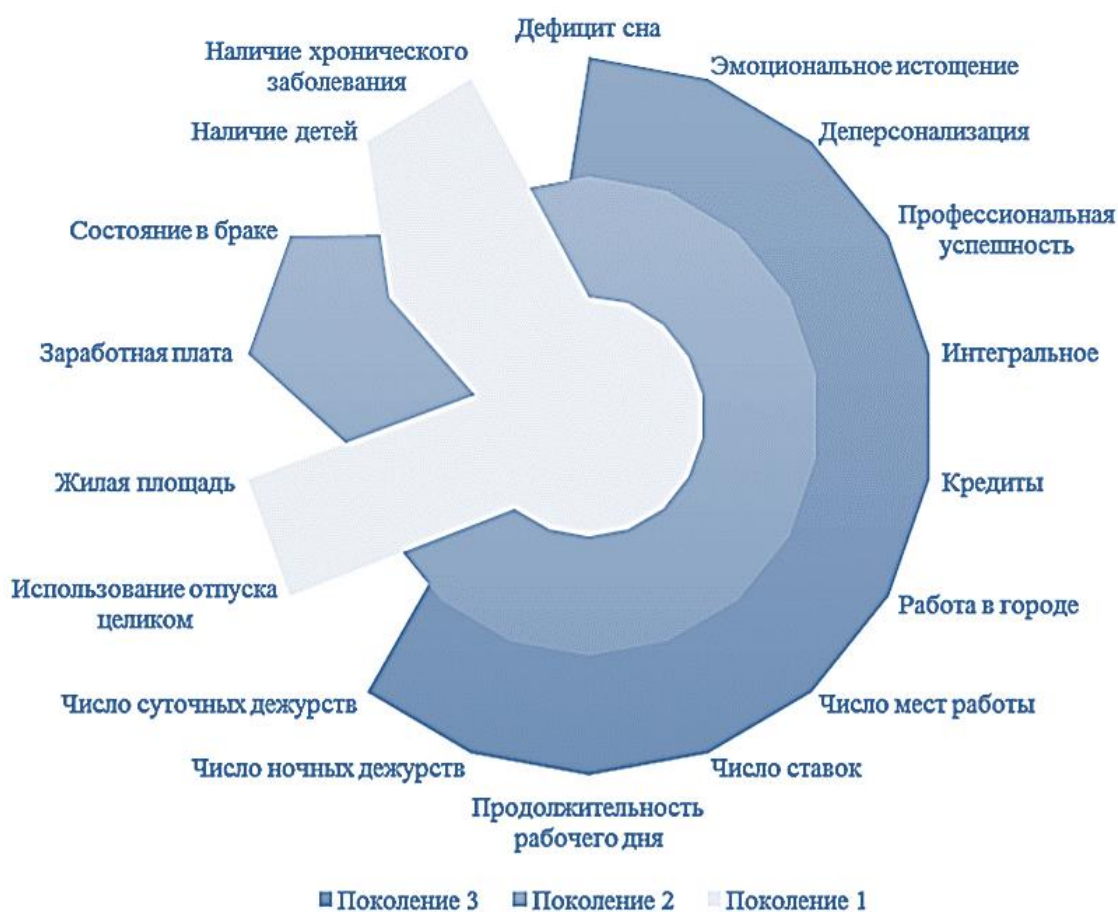 Дефицит сна
Эмоциональное истощение
Деперсонализация
Профессиональная
успешность
Интегральное
Кредиты
Работа в городе
Число мест работы
Число ставок
Продолжительность
рабочего дня
Число ночных дежурств
Число суточных дежурств
Использование отпуска
целиком
Жилая площадь
Заработная плата
Состояние в браке
Наличие детей
Наличие хронического
заболевания
Поколение 3 Поколение 2 Поколение 1